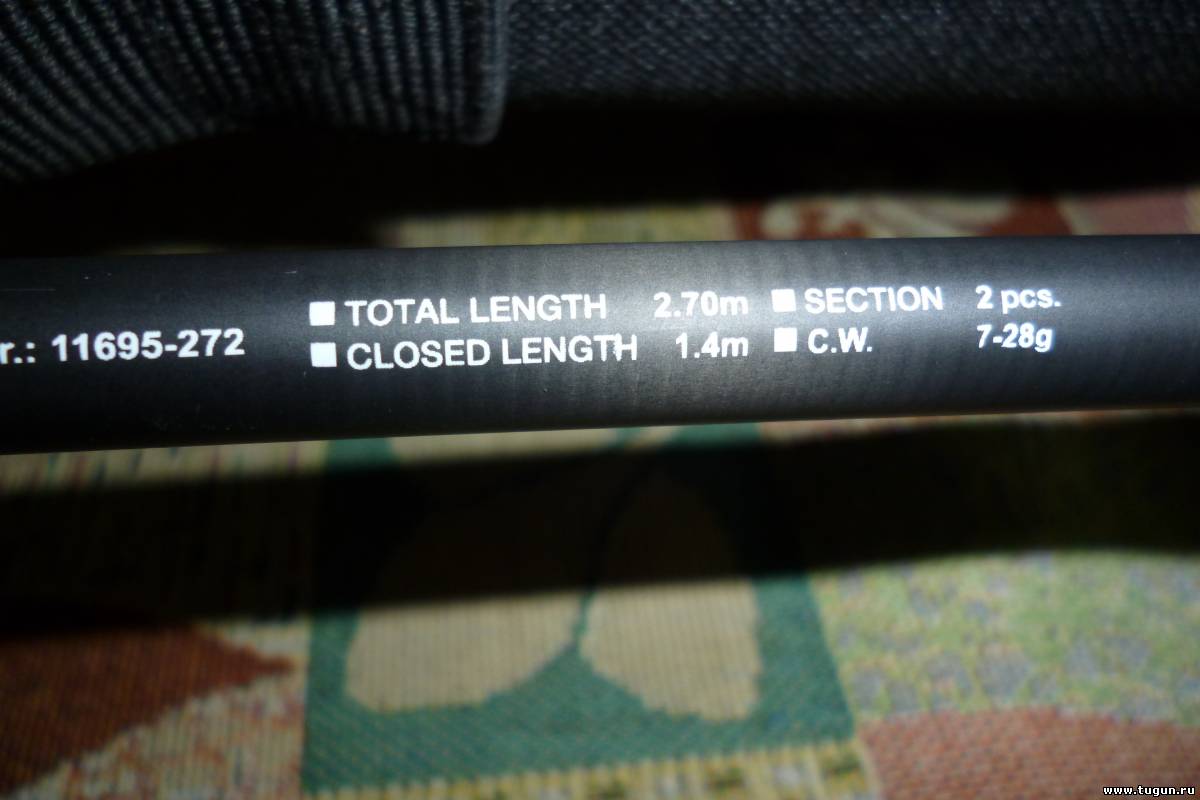 r.: 11695-272
■ TOTAL LENGTH 2.70m ■ SECTION 2 pcs.
■ CLOSED LENGTH 1.4m ■ C.W. 7-28g
www.tugun.ru